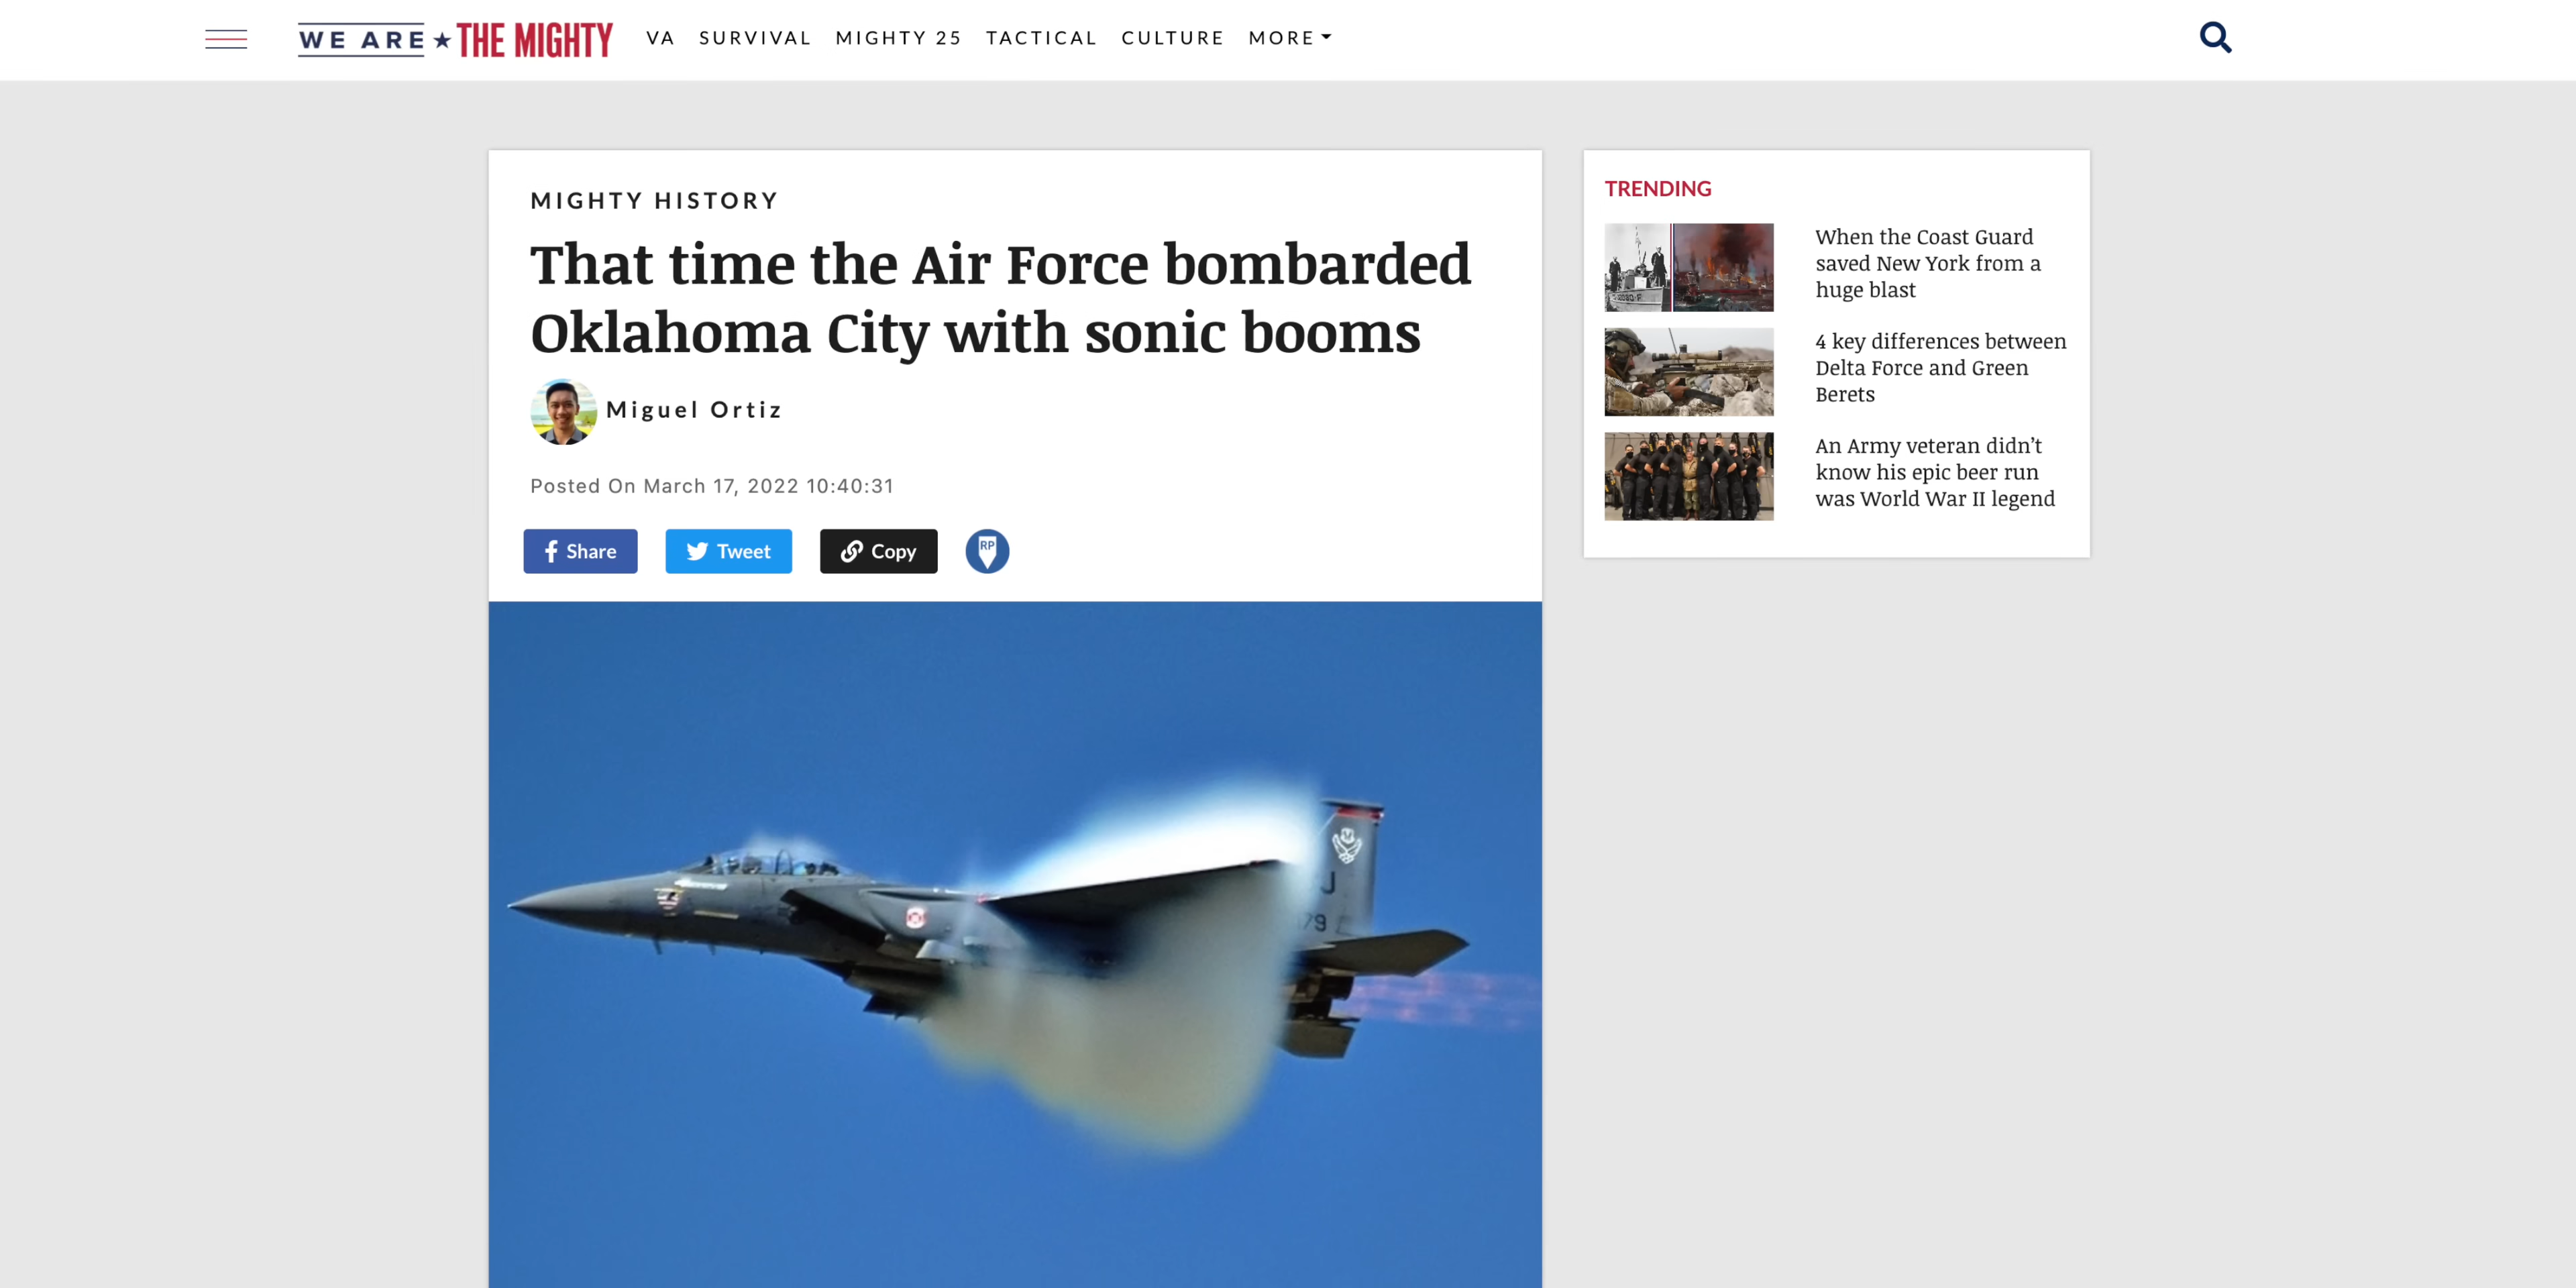 WE ARE ★ THE MIGHTY
VA SURVIVAL MIGHTY 25 TACTICAL CULTURE MORE
MIGHTY HISTORY
That time the Air Force bombarded
Oklahoma City with sonic booms
Miguel Ortiz
Posted On March 17, 2022 10:40:31
Share Tweet Copy RP
J
79
TRENDING
When the Coast Guard
saved New York from a
huge blast
4 key differences between
Delta Force and Green
Berets
An Army veteran didn’t
know his epic beer run
was World War II legend